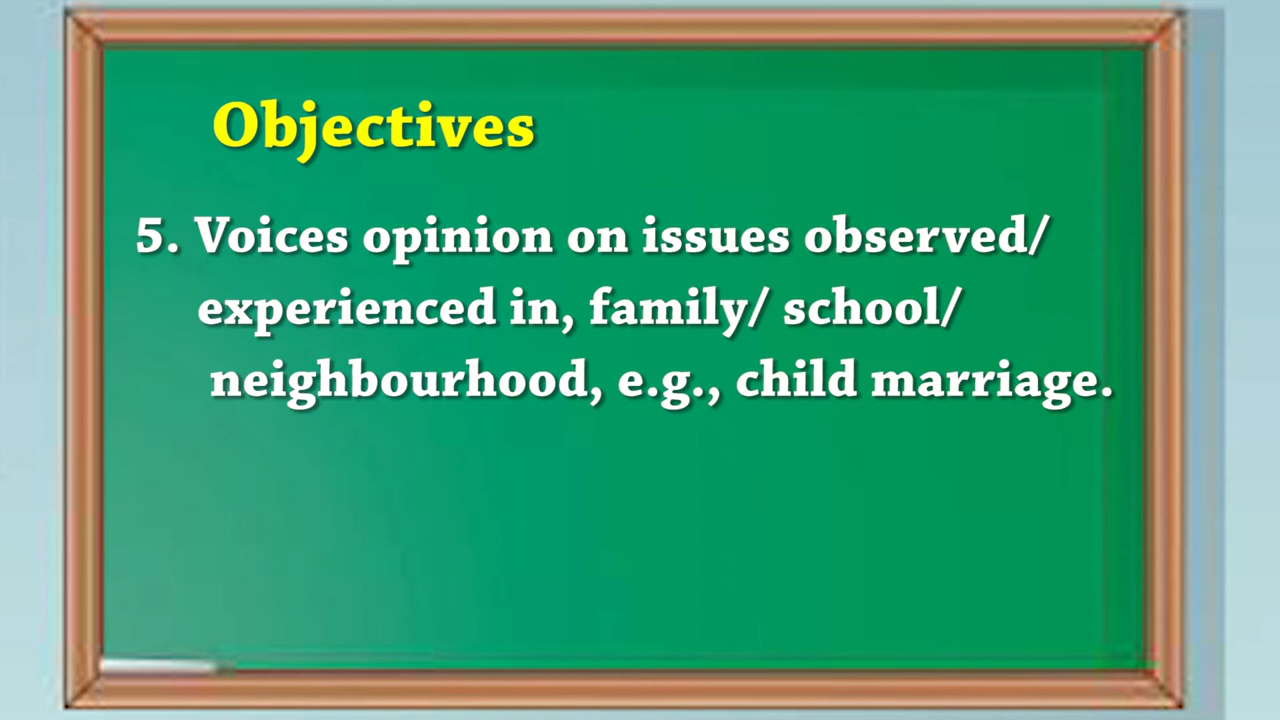 Objectives
5. Voices opinion on issues observed/
experienced in, family/ school/
neighbourhood, e.g., child marriage.